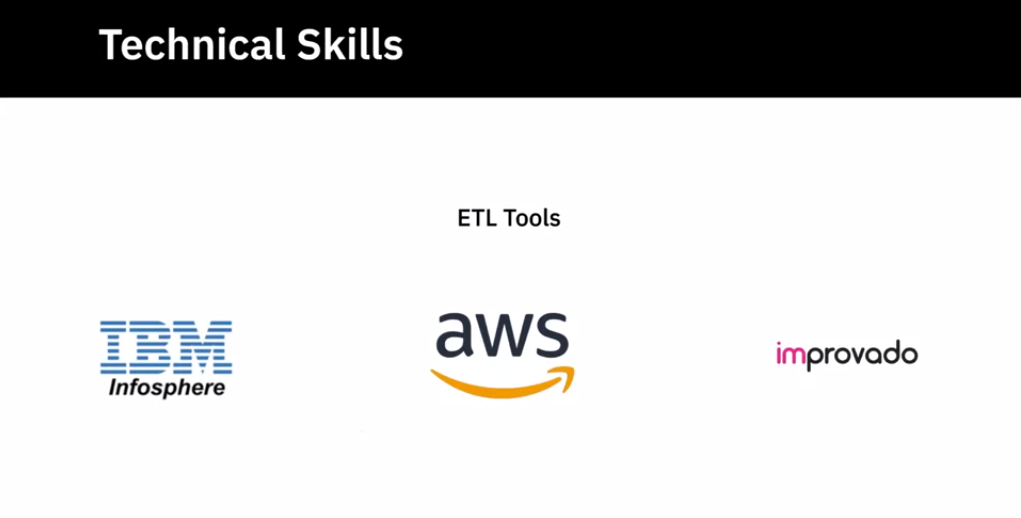 Technical Skills
ETL Tools
IBM
Infosphere
aws
improvado